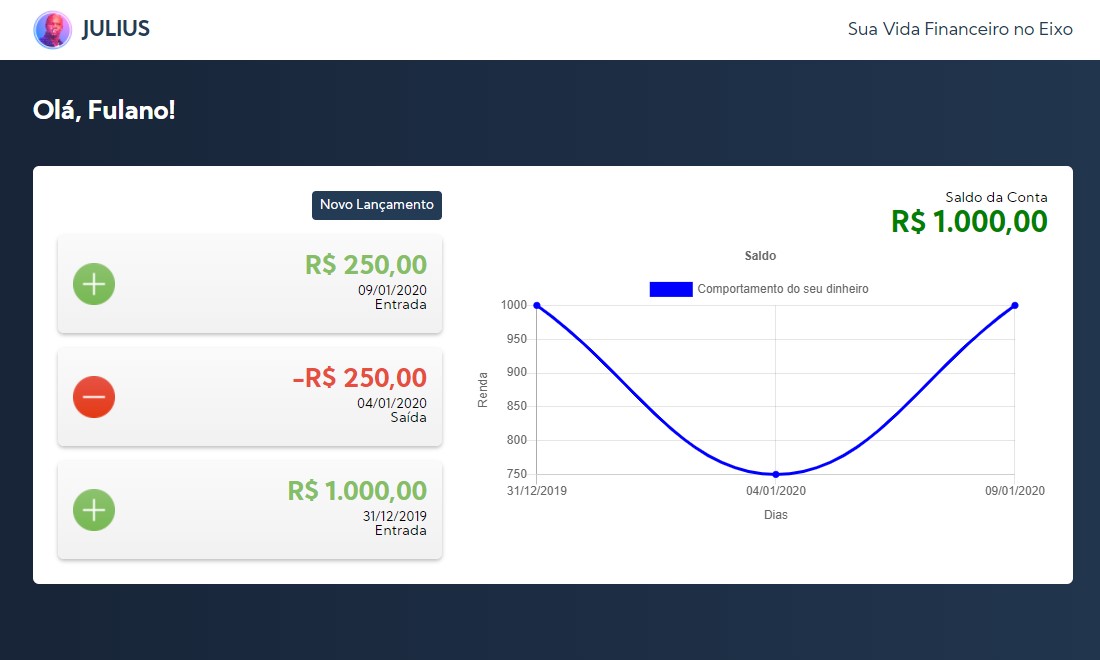 JULIUS
Sua Vida Financeiro no Eixo
Olá, Fulano!
Novo Lançamento
R$ 250,00
09/01/2020
Entrada
-R$ 250,00
04/01/2020
Saída
R$ 1.000,00
31/12/2019
Entrada
Saldo da Conta
R$ 1.000,00
Saldo
Comportamento do seu dinheiro
Renda
1000
950
900
850
800
750
31/12/2019 04/01/2020 09/01/2020
Dias